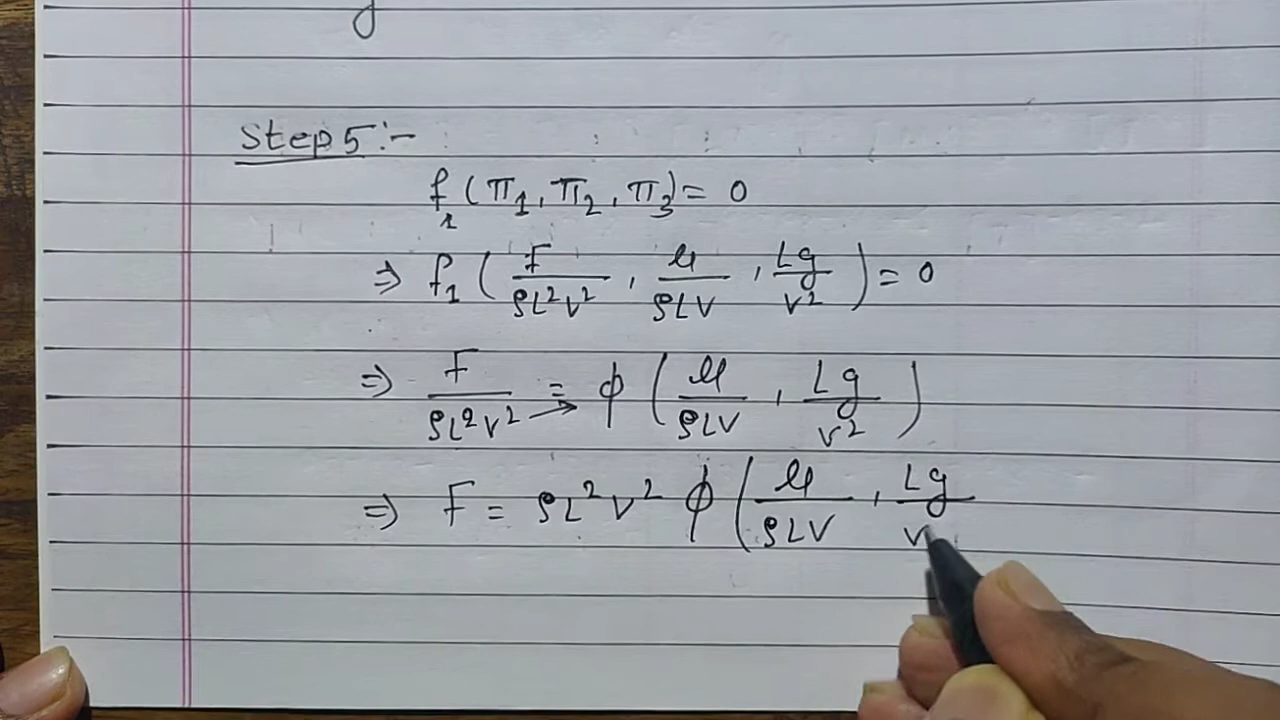 Step 5 :-
f₁ (π₁, π₂, π₃) = 0
⇒ f₁ ( F/ρL²V² , μ/ρLV , Lg/V² ) = 0
⇒ F/ρL²V² = ϕ ( μ/ρLV , Lg/V² )
⇒ F = ρL²V² ϕ ( μ/ρLV , Lg/V